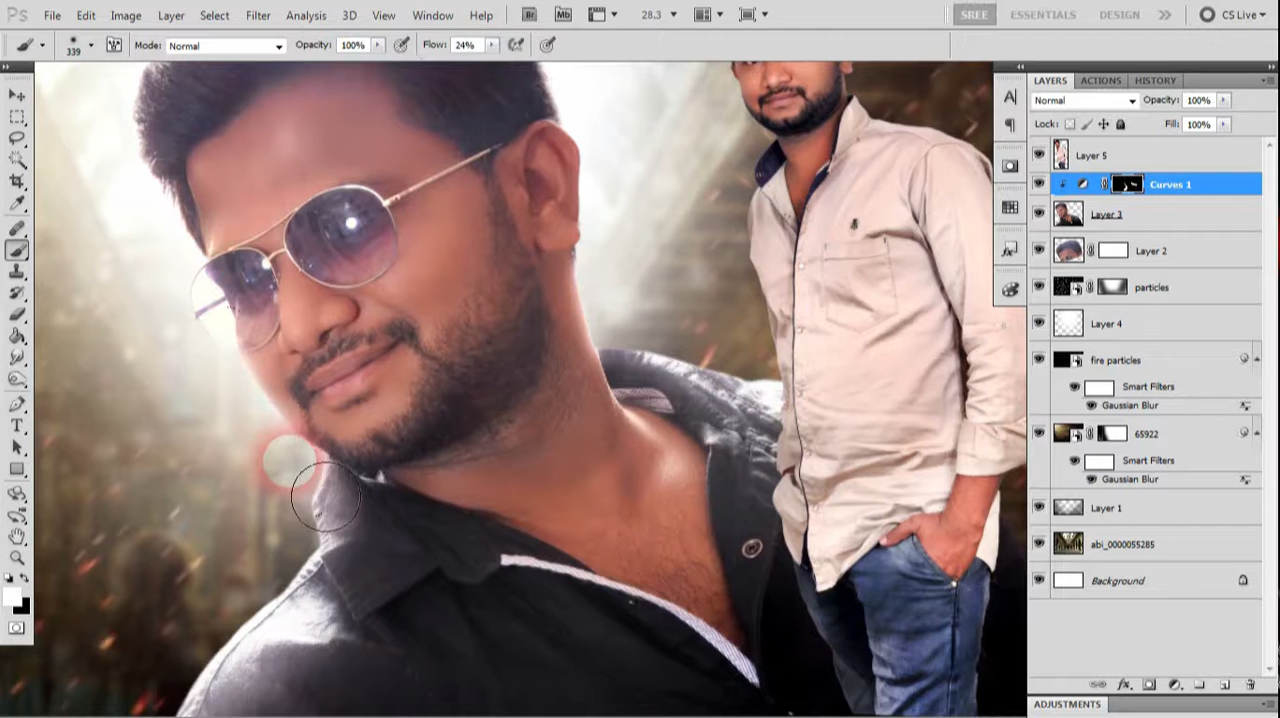 Ps File Edit Image Layer Select Filter Analysis 3D View Window Help Br Mb 28.3 SREE ESSENTIALS DESIGN CS Live
339 Mode: Normal Opacity: 100% Flow: 24%
LAYERS ACTIONS HISTORY
Normal Opacity: 100%
Lock: Fill: 100%
Layer 5
Curves 1
Layer 3
Layer 2
particles
Layer 4
fire particles
Smart Filters
Gaussian Blur
65922
Smart Filters
Gaussian Blur
Layer 1
abi_0000055285
Background
ADJUSTMENTS